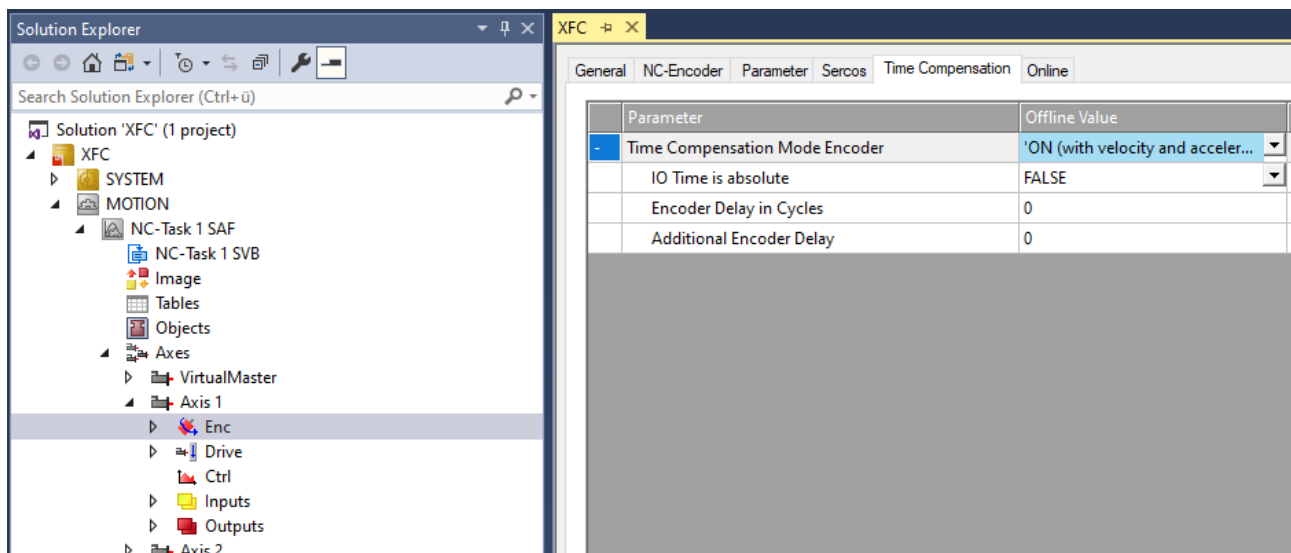 Solution Explorer
Search Solution Explorer (Ctrl+ü)
Solution 'XFC' (1 project)
XFC
SYSTEM
MOTION
NC-Task 1 SAF
NC-Task 1 SVB
Image
Tables
Objects
Axes
VirtualMaster
Axis 1
Enc
Drive
Ctrl
Inputs
Outputs
Axis 2
XFC
General NC-Encoder Parameter Sercos Time Compensation Online
Parameter Offline Value
Time Compensation Mode Encoder 'ON (with velocity and acceler...
IO Time is absolute FALSE
Encoder Delay in Cycles 0
Additional Encoder Delay 0